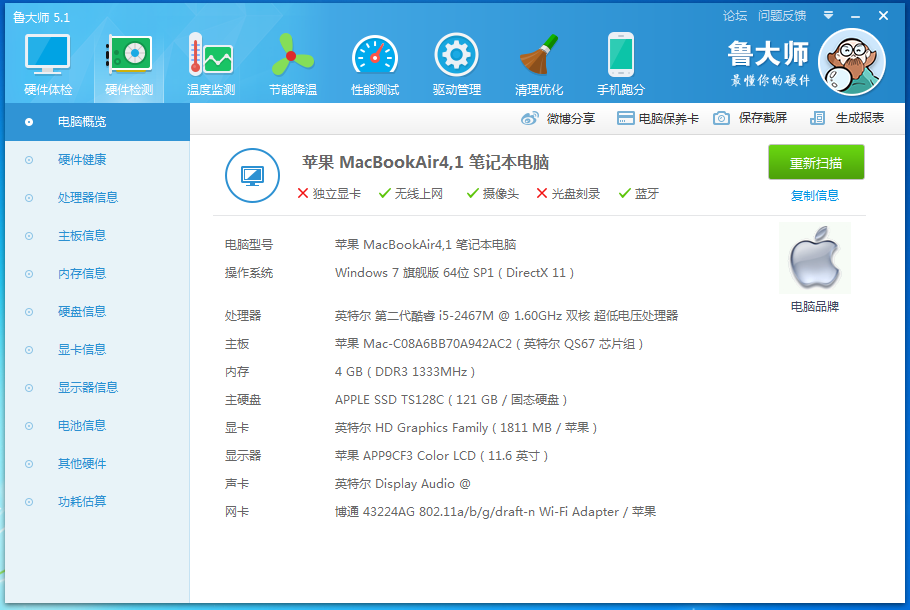 鲁大师 5.1
论坛 问题反馈
硬件体检 硬件检测 温度监测 节能降温 性能测试 驱动管理 清理优化 手机跑分
鲁大师
最懂你的硬件
微博分享 电脑保养卡 保存截屏 生成报表
电脑概览
硬件健康
处理器信息
主板信息
内存信息
硬盘信息
显卡信息
显示器信息
电池信息
其他硬件
功耗估算
苹果 MacBookAir4,1 笔记本电脑
独立显卡 无线上网 摄像头 光盘刻录 蓝牙
重新扫描
复制信息
电脑型号 苹果 MacBookAir4,1 笔记本电脑
操作系统 Windows 7 旗舰版 64位 SP1 ( DirectX 11 )
处理器 英特尔 第二代酷睿 i5-2467M @ 1.60GHz 双核 超低电压处理器
主板 苹果 Mac-C08A6BB70A942AC2 ( 英特尔 QS67 芯片组 )
内存 4 GB ( DDR3 1333MHz )
主硬盘 APPLE SSD TS128C ( 121 GB / 固态硬盘 )
显卡 英特尔 HD Graphics Family ( 1811 MB / 苹果 )
显示器 苹果 APP9CF3 Color LCD ( 11.6 英寸 )
声卡 英特尔 Display Audio @
网卡 博通 43224AG 802.11a/b/g/draft-n Wi-Fi Adapter / 苹果
电脑品牌